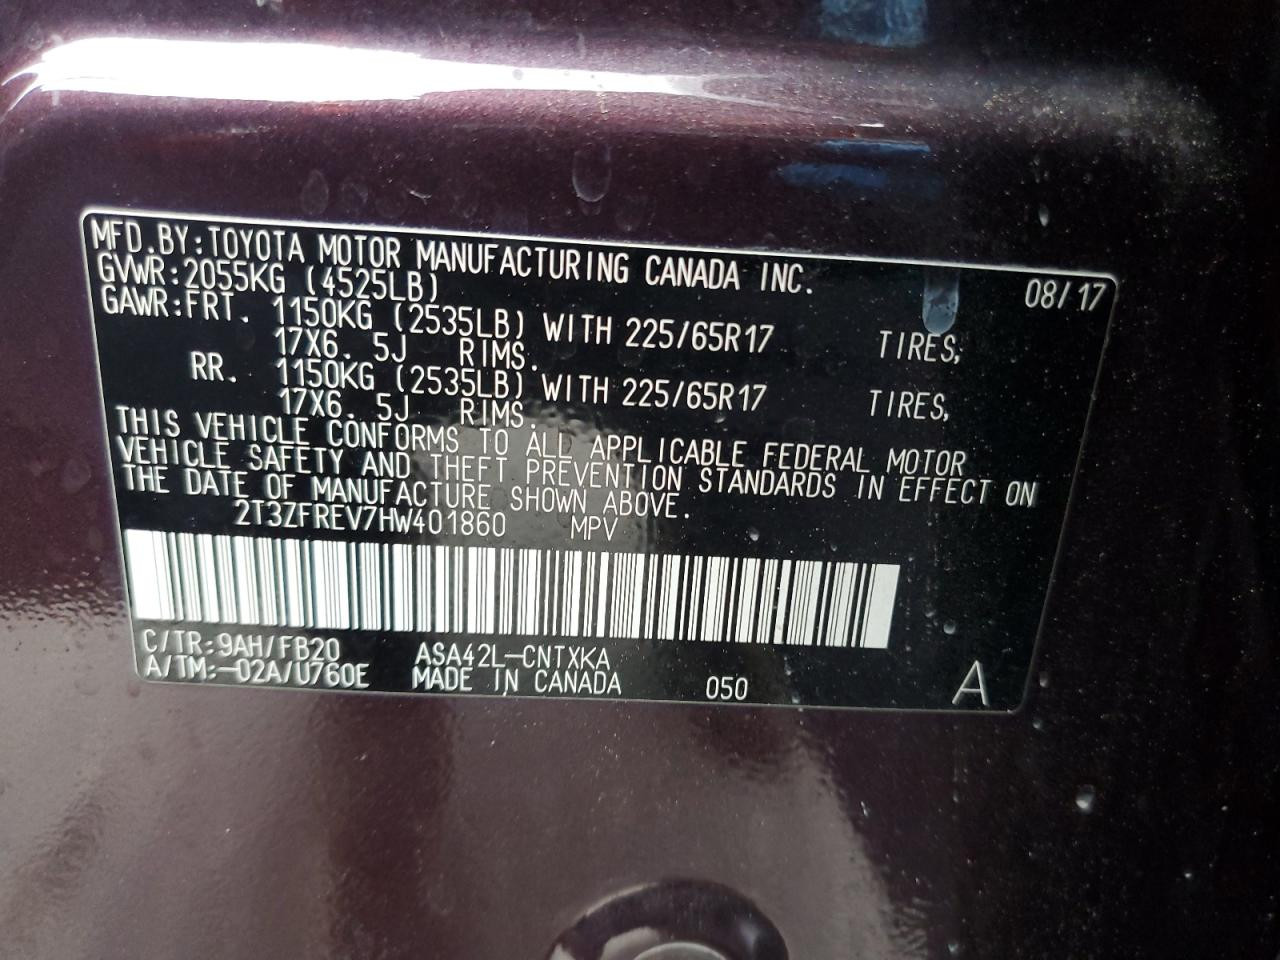 MFD.BY:TOYOTA MOTOR MANUFACTURING CANADA INC. 08/17
GVWR:2055KG (4525LB)
GAWR:FRT. 1150KG (2535LB) WITH 225/65R17 TIRES,
17X6. 5J RIMS.
RR. 1150KG (2535LB) WITH 225/65R17 TIRES,
17X6. 5J RIMS.
THIS VEHICLE CONFORMS TO ALL APPLICABLE FEDERAL MOTOR
VEHICLE SAFETY AND THEFT PREVENTION STANDARDS IN EFFECT ON
THE DATE OF MANUFACTURE SHOWN ABOVE.
2T3ZFREV7HW401860 MPV
C/TR:9AH/FB20 ASA42L-CNTXKA
A/TM:-02A/U760E MADE IN CANADA 050 A